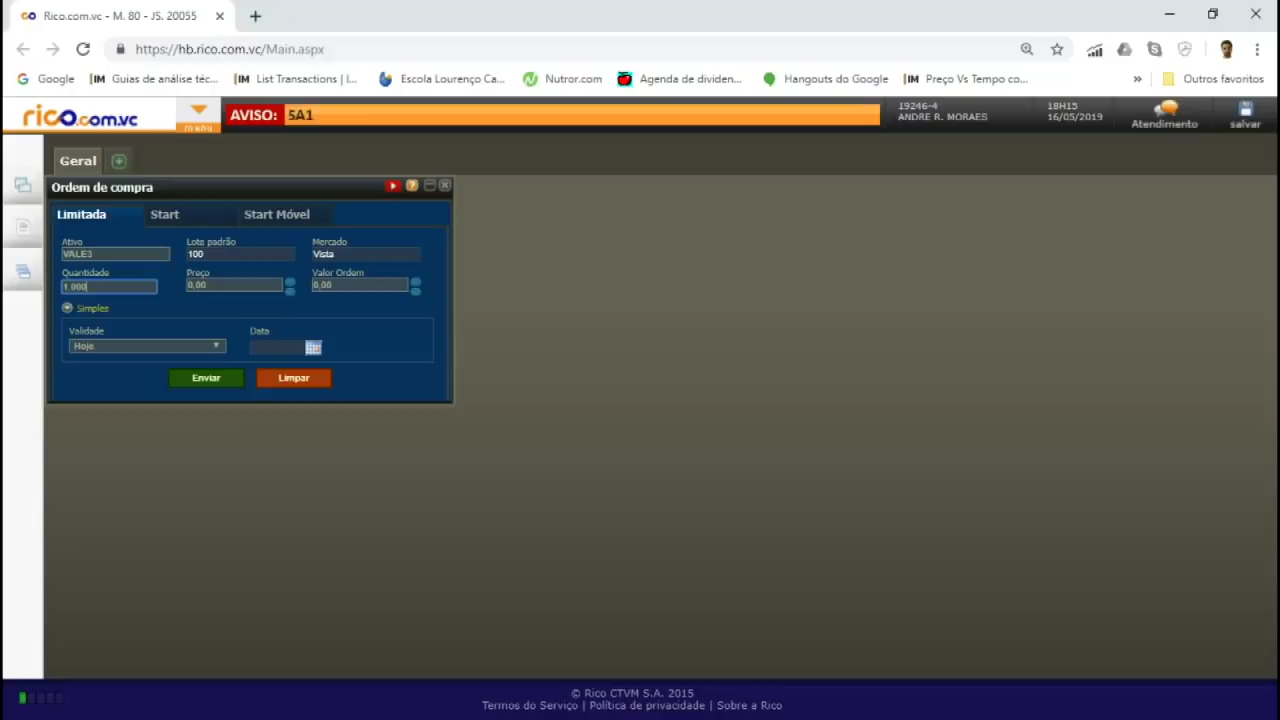 Rico.com.vc - M. 80 - JS. 20055
https://hb.rico.com.vc/Main.aspx
Google
Guias de análise téc...
List Transactions | I...
Escola Lourenço Ca...
Nutror.com
Agenda de dividen...
Hangouts do Google
Preço Vs Tempo co...
»
Outros favoritos
rico.com.vc
AVISO: 5A1
19246-4
ANDRE R. MORAES
18H15
16/05/2019
Atendimento
salvar
Geral
Ordem de compra
Limitada Start Start Móvel
Ativo Lote padrão Mercado
VALE3 100 Vista
Quantidade Preço Valor Ordem
1.000 0,00 0,00
Simples
Validade Data
Hoje
Enviar Limpar
© Rico CTVM S.A. 2015
Termos do Serviço | Política de privacidade | Sobre a Rico